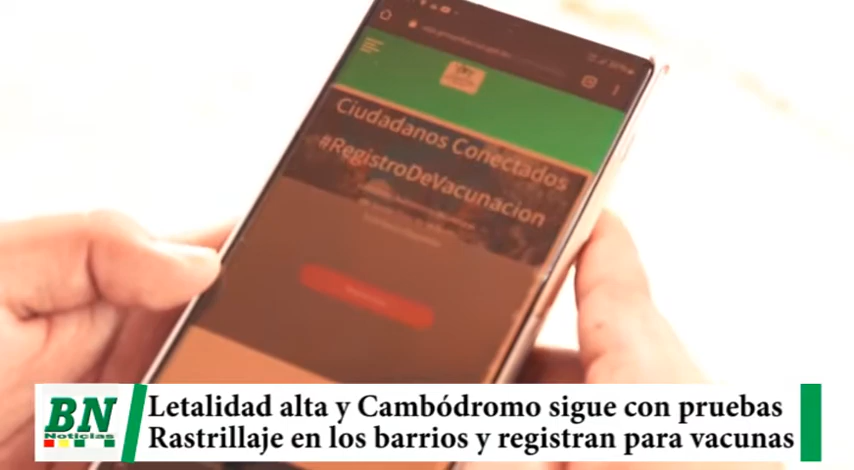 Ciudadanos Conectados
#RegistroDeVacunacion
BN
Noticias
Letalidad alta y Cambódromo sigue con pruebas
Rastrillaje en los barrios y registran para vacunas